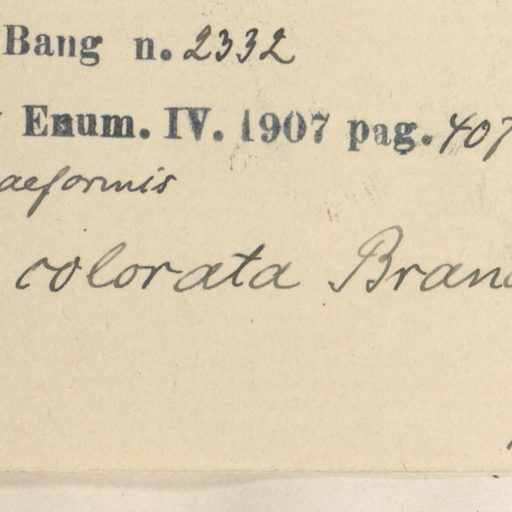 Bang n. 2332
Enum. IV. 1907 pag. 407
aeformis
colorata Brand